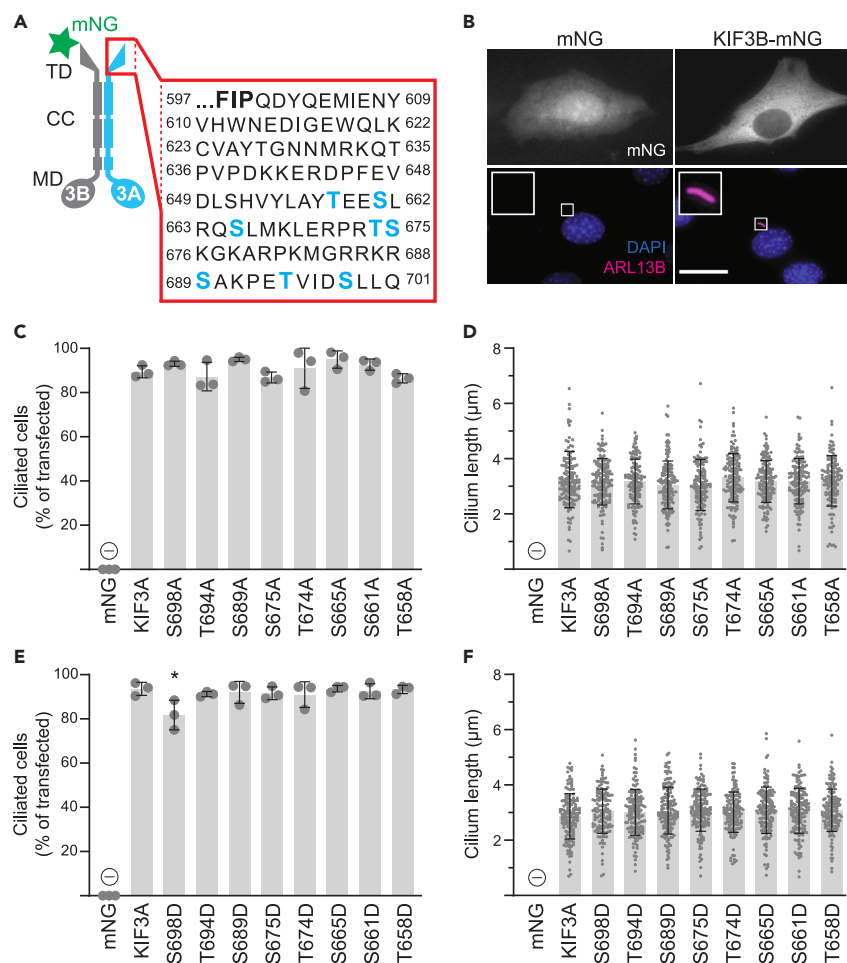 A
mNG
TD
CC
MD
3B
3A
597 ...FIPQDYQEMIENY 609
610 VHWNEDIGEWQLK 622
623 CVAYTGNNMRKQT 635
636 PVPDKKERDPFEV 648
649 DLSHVYLAYTEESL 662
663 RQSLMKLERPRTS 675
676 KGKARPKMGRRKR 688
689 SAKPETVIDSLLQ 701
B
mNG KIF3B-mNG
mNG
DAPI
ARL13B
C
Ciliated cells
(% of transfected)
100
80
60
40
20
mNG KIF3A S698A T694A S689A S675A T674A S665A S661A T658A
D
Cilium length (µm)
8
6
4
2
mNG KIF3A S698A T694A S689A S675A T674A S665A S661A T658A
E
Ciliated cells
(% of transfected)
100
80
60
40
20
*
mNG KIF3A S698D T694D S689D S675D T674D S665D S661D T658D
F
Cilium length (µm)
8
6
4
2
mNG KIF3A S698D T694D S689D S675D T674D S665D S661D T658D